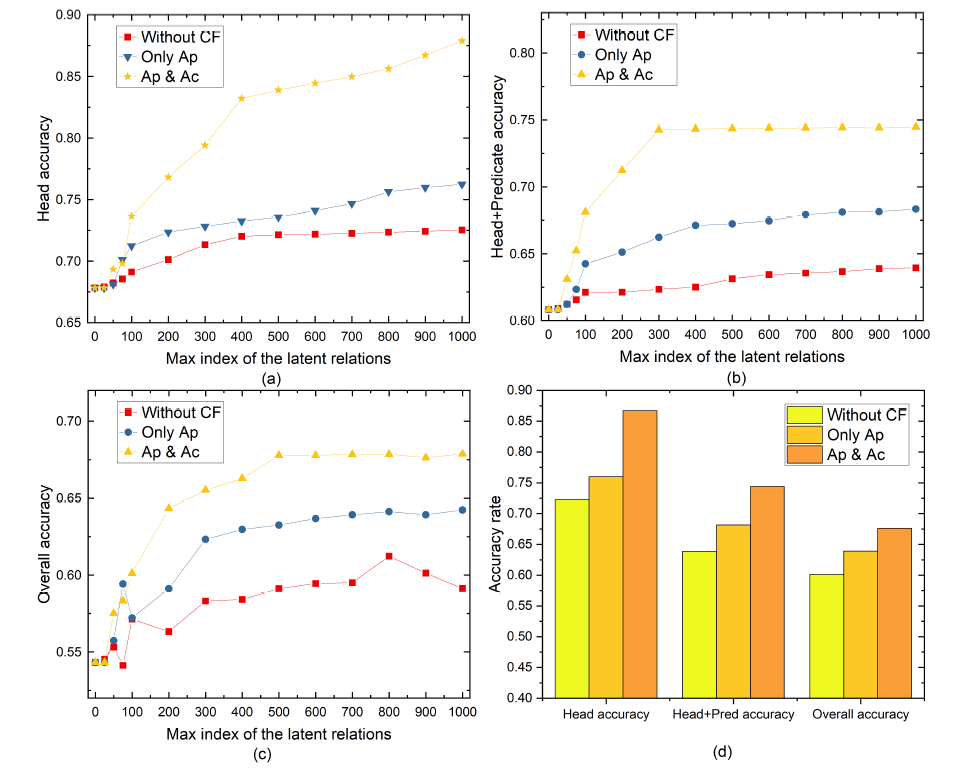 0.90
0.85
0.80
0.75
0.70
0.65
Head accuracy
Without CF
Only Ap
Ap & Ac
0 100 200 300 400 500 600 700 800 900 1000
Max index of the latent relations
(a)
0.80
0.75
0.70
0.65
0.60
Head+Predicate accuracy
Without CF
Only Ap
Ap & Ac
0 100 200 300 400 500 600 700 800 900 1000
Max index of the latent relations
(b)
0.70
0.65
0.60
0.55
Overall accuracy
Without CF
Only Ap
Ap & Ac
0 100 200 300 400 500 600 700 800 900 1000
Max index of the latent relations
(c)
0.90
0.85
0.80
0.75
0.70
0.65
0.60
0.55
0.50
0.45
0.40
Accuracy rate
Without CF
Only Ap
Ap & Ac
Head accuracy Head+Pred accuracy Overall accuracy
(d)